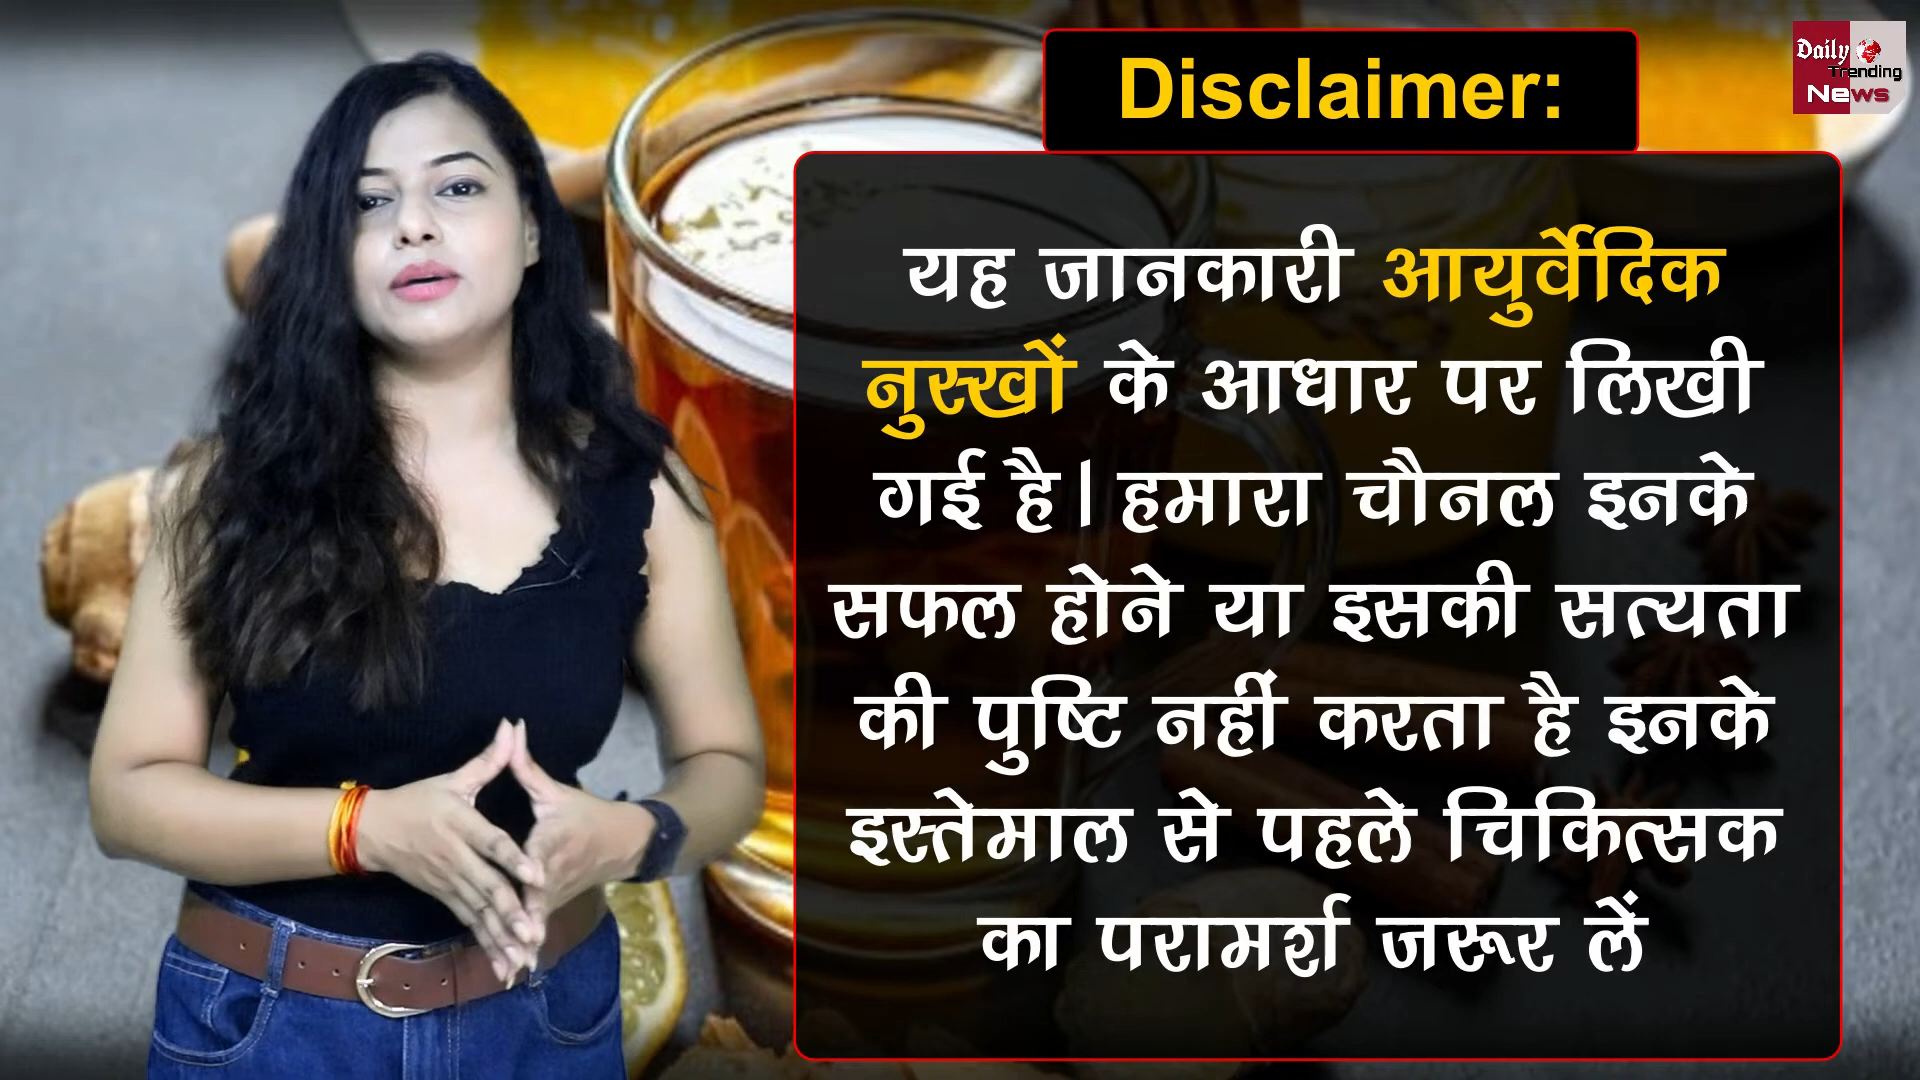 Disclaimer:
Daily
Trending
News
यह जानकारी आयुर्वेदिक
नुस्खों के आधार पर लिखी
गई है। हमारा चौनल इनके
सफल होने या इसकी सत्यता
की पुष्टि नहीं करता है इनके
इस्तेमाल से पहले चिकित्सक
का परामर्श जरूर लें